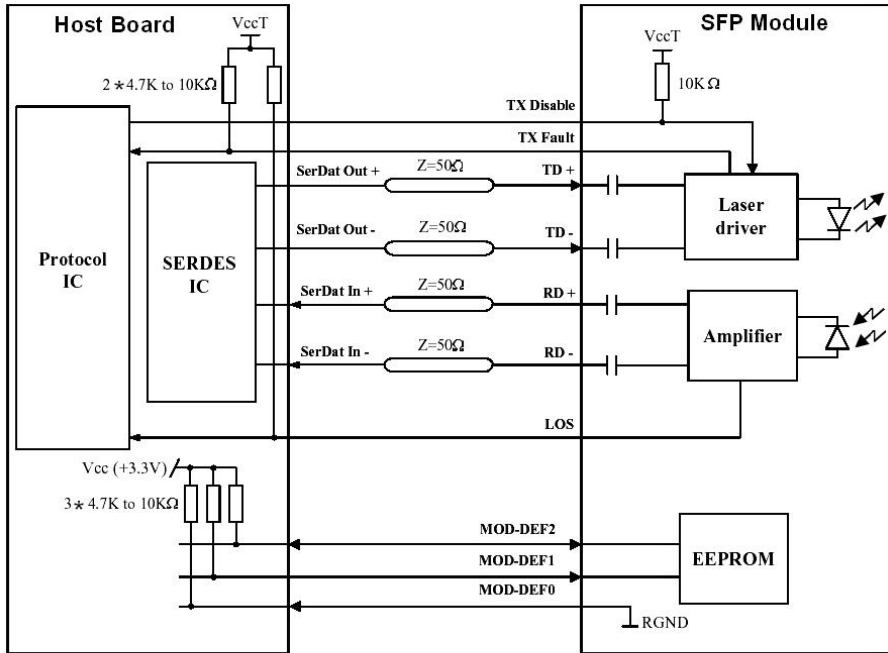 Host Board
SFP Module
VccT
VccT
2*4.7K to 10KΩ
10KΩ
TX Disable
TX Fault
SerDat Out +
Z=50Ω
TD +
SerDat Out -
Z=50Ω
TD -
Laser
driver
Protocol
IC
SERDES
IC
SerDat In +
Z=50Ω
RD +
SerDat In -
Z=50Ω
RD -
Amplifier
LOS
Vcc (+3.3V)
3*4.7K to 10KΩ
MOD-DEF2
MOD-DEF1
MOD-DEF0
EEPROM
RGND